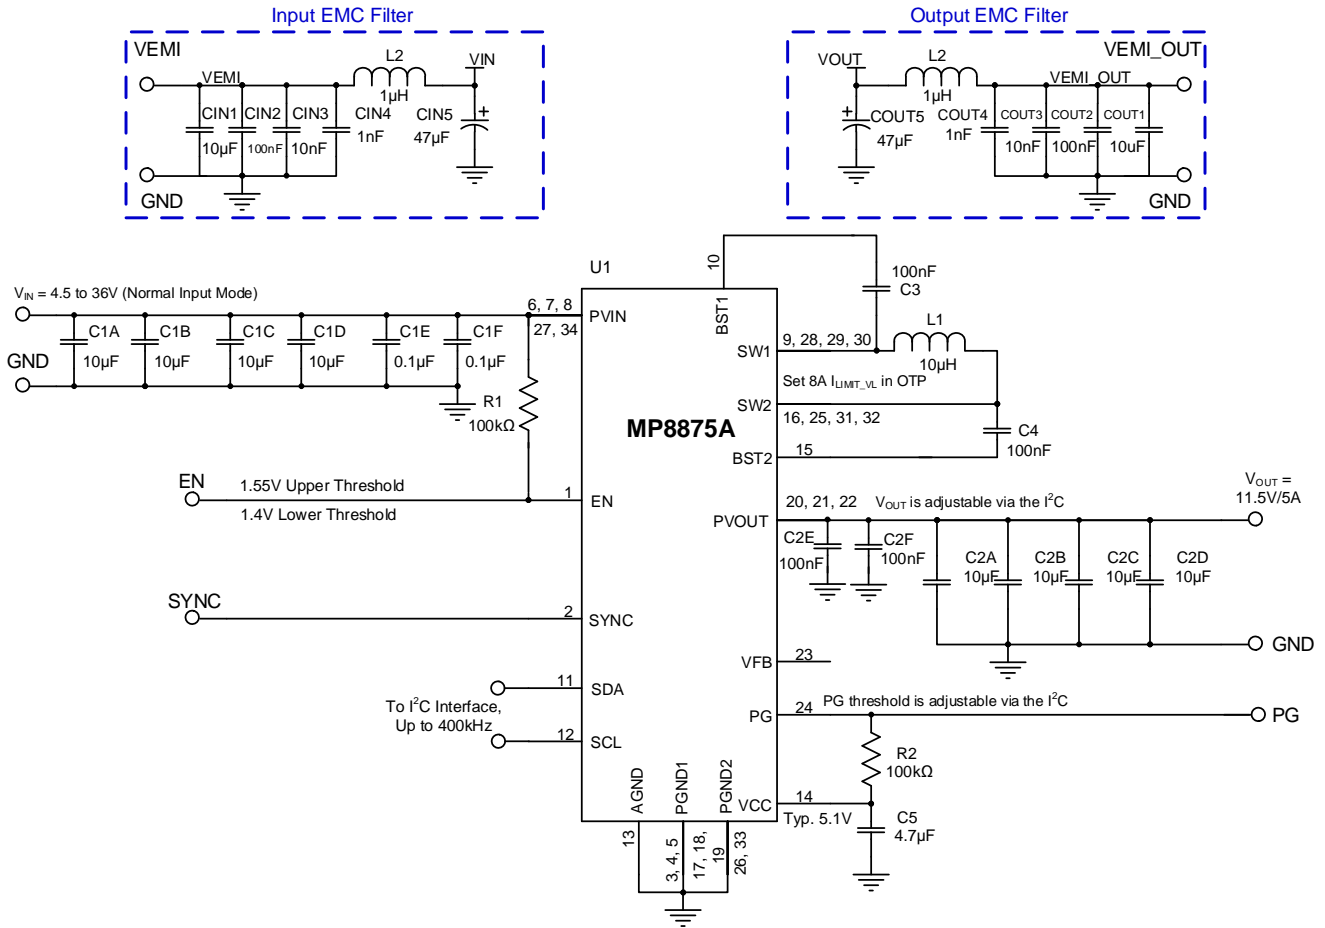 Input EMC Filter
VEMI
VEMI
L2
1µH
VIN
CIN1
10µF
CIN2
100nF
CIN3
10nF
CIN4
1nF
CIN5
47µF
+
GND
Output EMC Filter
VOUT
L2
1µH
VEMI_OUT
VEMI_OUT
+
COUT5
47µF
COUT4
1nF
COUT3
10nF
COUT2
100nF
COUT1
10uF
GND
VIN = 4.5 to 36V (Normal Input Mode)
GND
C1A
10µF
C1B
10µF
C1C
10µF
C1D
10µF
C1E
0.1µF
C1F
0.1µF
R1
100kΩ
EN
1.55V Upper Threshold
1.4V Lower Threshold
SYNC
To I2C Interface,
Up to 400kHz
U1
MP8875A
6, 7, 8
27, 34
PVIN
1
EN
2
SYNC
11
SDA
12
SCL
AGND
13
PGND1
3, 4, 5
17, 18,
19
PGND2
26, 33
10
BST1
100nF
C3
SW1
9, 28, 29, 30
L1
10µH
Set 8A ILIMIT_VL in OTP
SW2
16, 25, 31, 32
C4
100nF
BST2
15
PVOUT
20, 21, 22
VOUT is adjustable via the I2C
VOUT =
11.5V/5A
C2E
100nF
C2F
100nF
C2A
10µF
C2B
10µF
C2C
10µF
C2D
10µF
GND
VFB
23
PG
24
PG threshold is adjustable via the I2C
PG
R2
100kΩ
VCC
14
Typ. 5.1V
C5
4.7µF